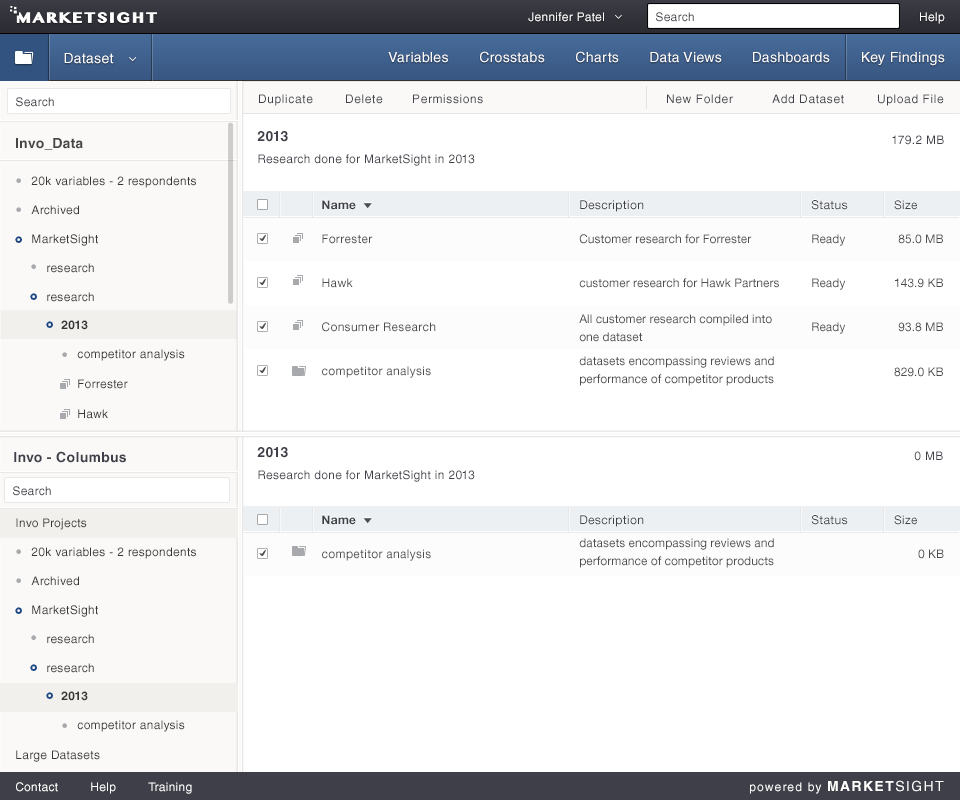 MARKETSIGHT
Jennifer Patel
Search
Help
Dataset
Variables
Crosstabs
Charts
Data Views
Dashboards
Key Findings
Search
Duplicate
Delete
Permissions
New Folder
Add Dataset
Upload File
Invo_Data
20k variables - 2 respondents
Archived
MarketSight
research
research
2013
competitor analysis
Forrester
Hawk
2013
179.2 MB
Research done for MarketSight in 2013
Name Description Status Size
Forrester Customer research for Forrester Ready 85.0 MB
Hawk customer research for Hawk Partners Ready 143.9 KB
Consumer Research All customer research compiled into
one dataset Ready 93.8 MB
competitor analysis datasets encompassing reviews and
performance of competitor products 829.0 KB
Invo - Columbus
Search
Invo Projects
20k variables - 2 respondents
Archived
MarketSight
research
research
2013
competitor analysis
Large Datasets
2013
0 MB
Research done for MarketSight in 2013
Name Description Status Size
competitor analysis datasets encompassing reviews and
performance of competitor products 0 KB
Contact
Help
Training
powered by MARKETSIGHT